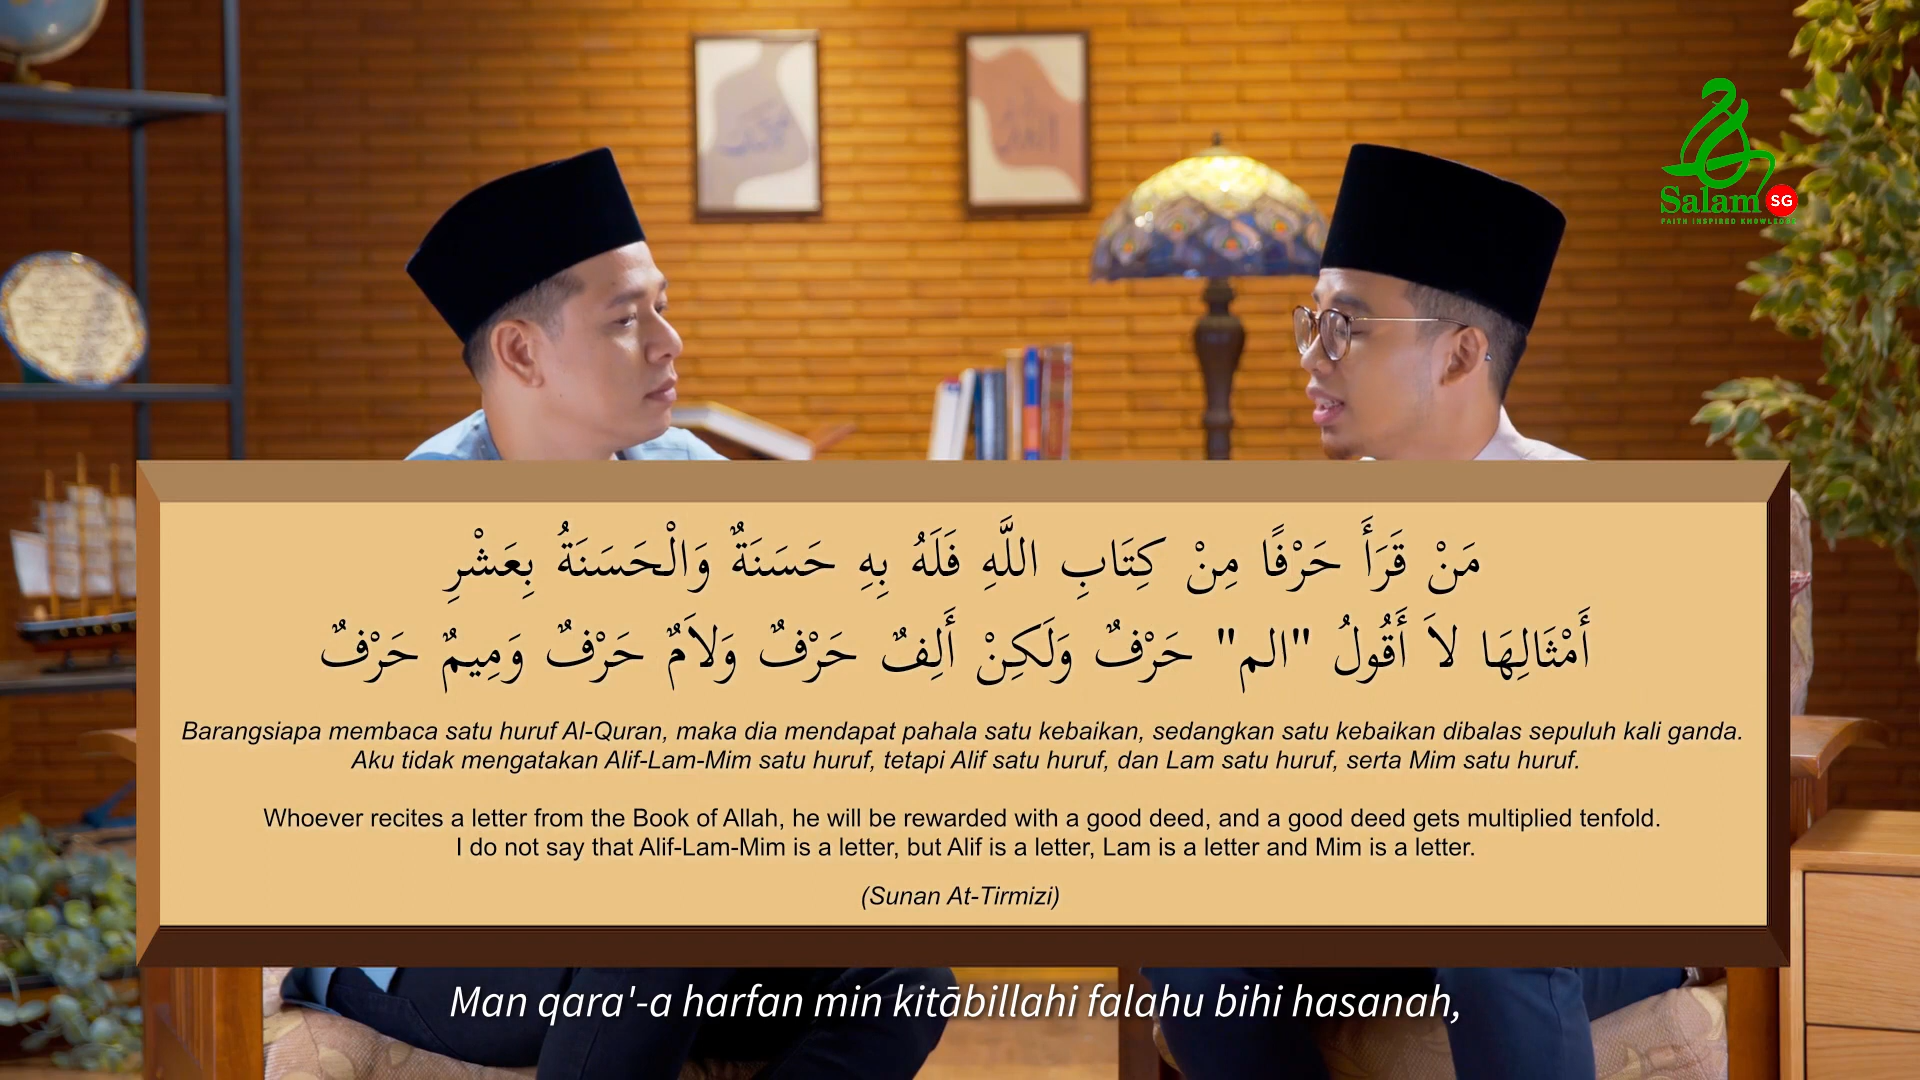 Salam SG
FAITH INSPIRED KNOWLEDGE
مَنْ قَرَأَ حَرْفًا مِنْ كِتَابِ اللَّهِ فَلَهُ بِهِ حَسَنَةٌ وَالْحَسَنَةُ بِعَشْرِ
أَمْثَالِهَا لاَ أَقُولُ "الم" حَرْفٌ وَلَكِنْ أَلِفٌ حَرْفٌ وَلاَمٌ حَرْفٌ وَمِيمٌ حَرْفٌ
Barangsiapa membaca satu huruf Al-Quran, maka dia mendapat pahala satu kebaikan, sedangkan satu kebaikan dibalas sepuluh kali ganda.
Aku tidak mengatakan Alif-Lam-Mim satu huruf, tetapi Alif satu huruf, dan Lam satu huruf, serta Mim satu huruf.
Whoever recites a letter from the Book of Allah, he will be rewarded with a good deed, and a good deed gets multiplied tenfold.
I do not say that Alif-Lam-Mim is a letter, but Alif is a letter, Lam is a letter and Mim is a letter.
(Sunan At-Tirmizi)
Man qara'-a harfan min kitābillahi falahu bihi hasanah,